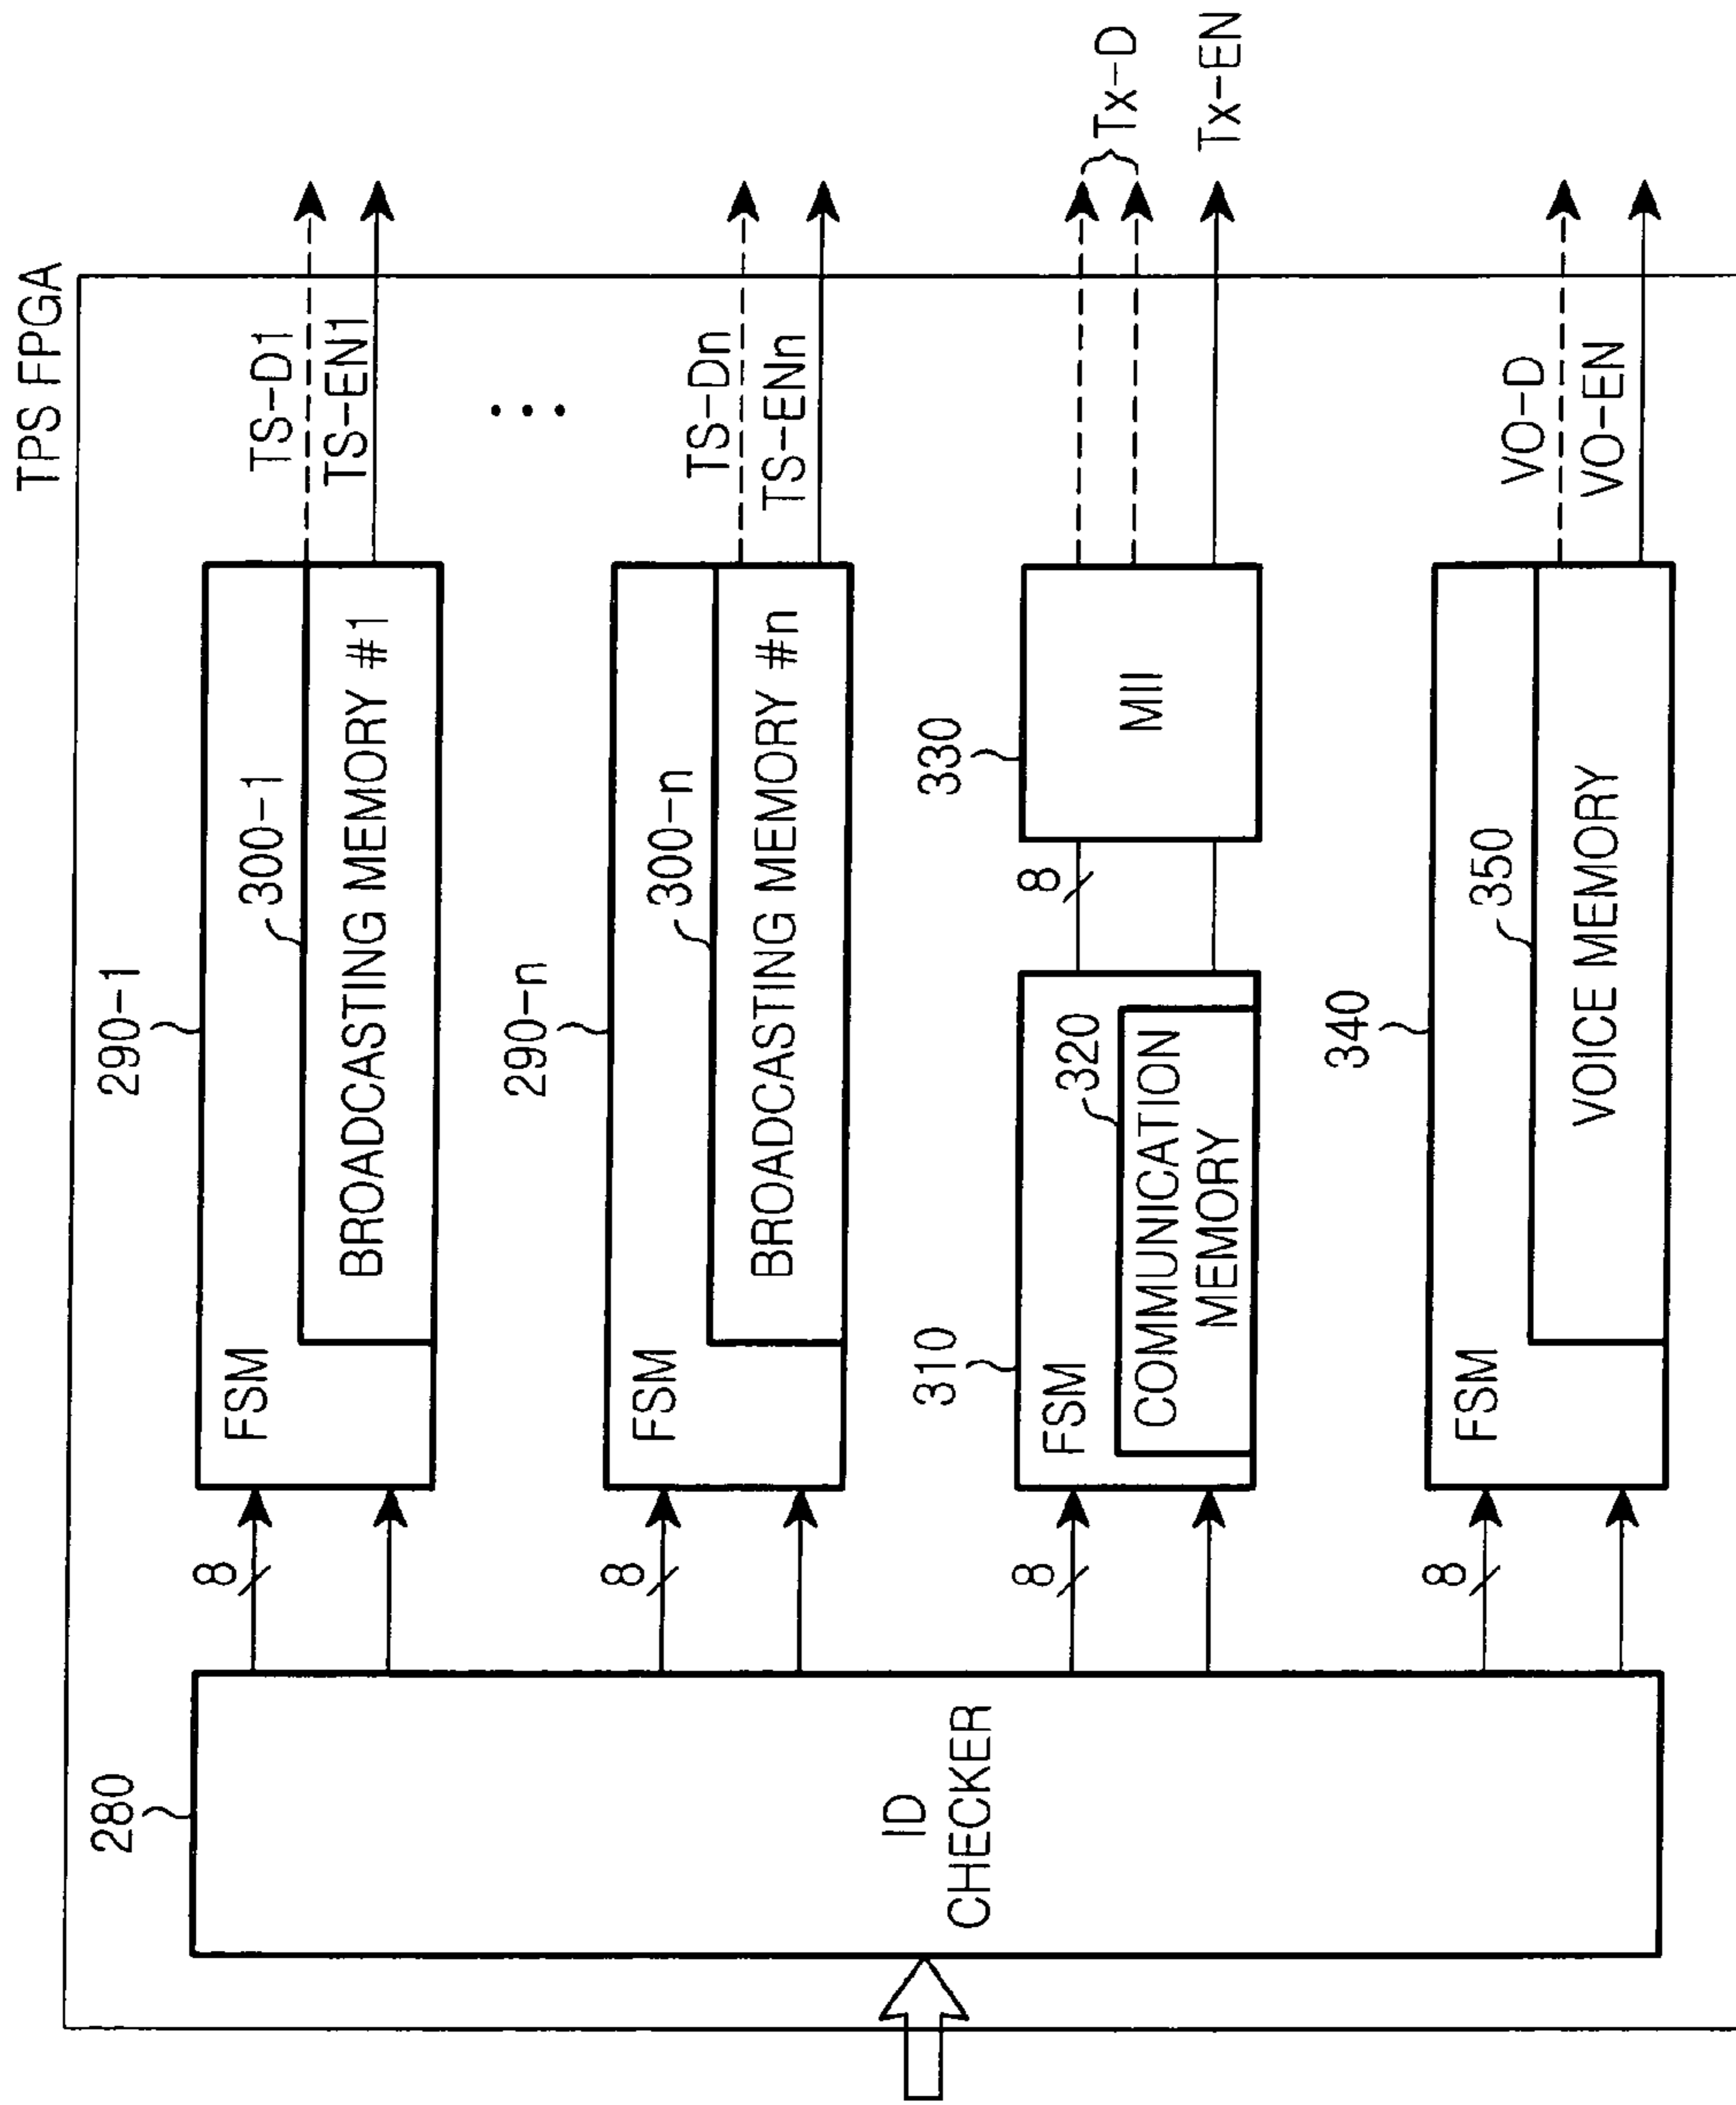 TPS FPGA
280
ID
CHECKER
8
290-1
FSM
300-1
BROADCASTING MEMORY #1
TS-D1
TS-EN1
8
290-n
FSM
300-n
BROADCASTING MEMORY #n
TS-Dn
TS-ENn
8
310
FSM
320
COMMUNICATION
MEMORY
8
330
MII
Tx-D
Tx-EN
8
340
FSM
350
VOICE MEMORY
VO-D
VO-EN